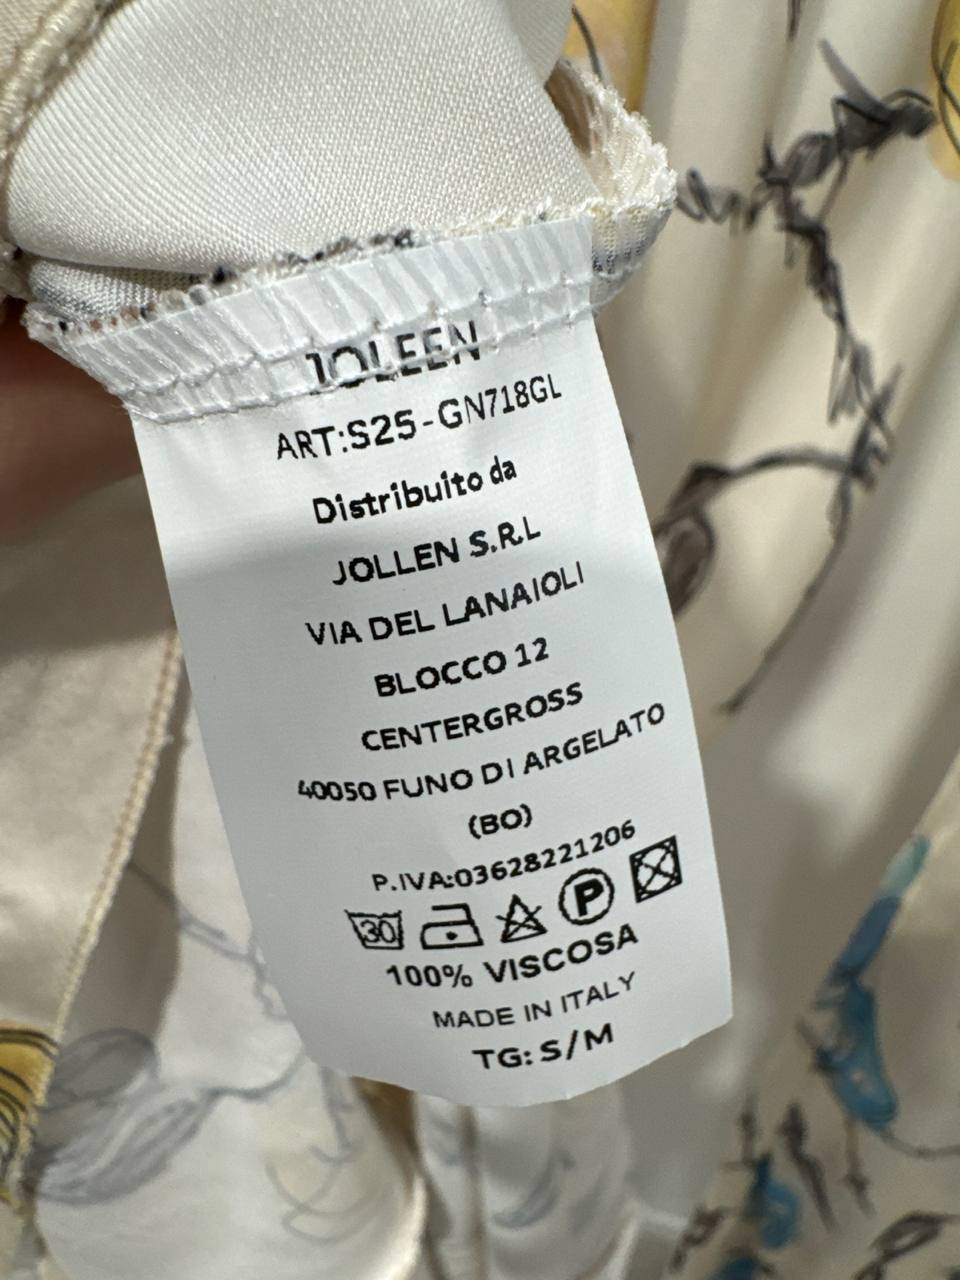 JOLEEN
ART:S25-GN718GL
Distribuito da
JOLLEN S.R.L
VIA DEL LANAIOLI
BLOCCO 12
CENTERGROSS
40050 FUNO DI ARGELATO
(BO)
P.IVA:03628221206
30 P
100% VISCOSA
MADE IN ITALY
TG: S/M